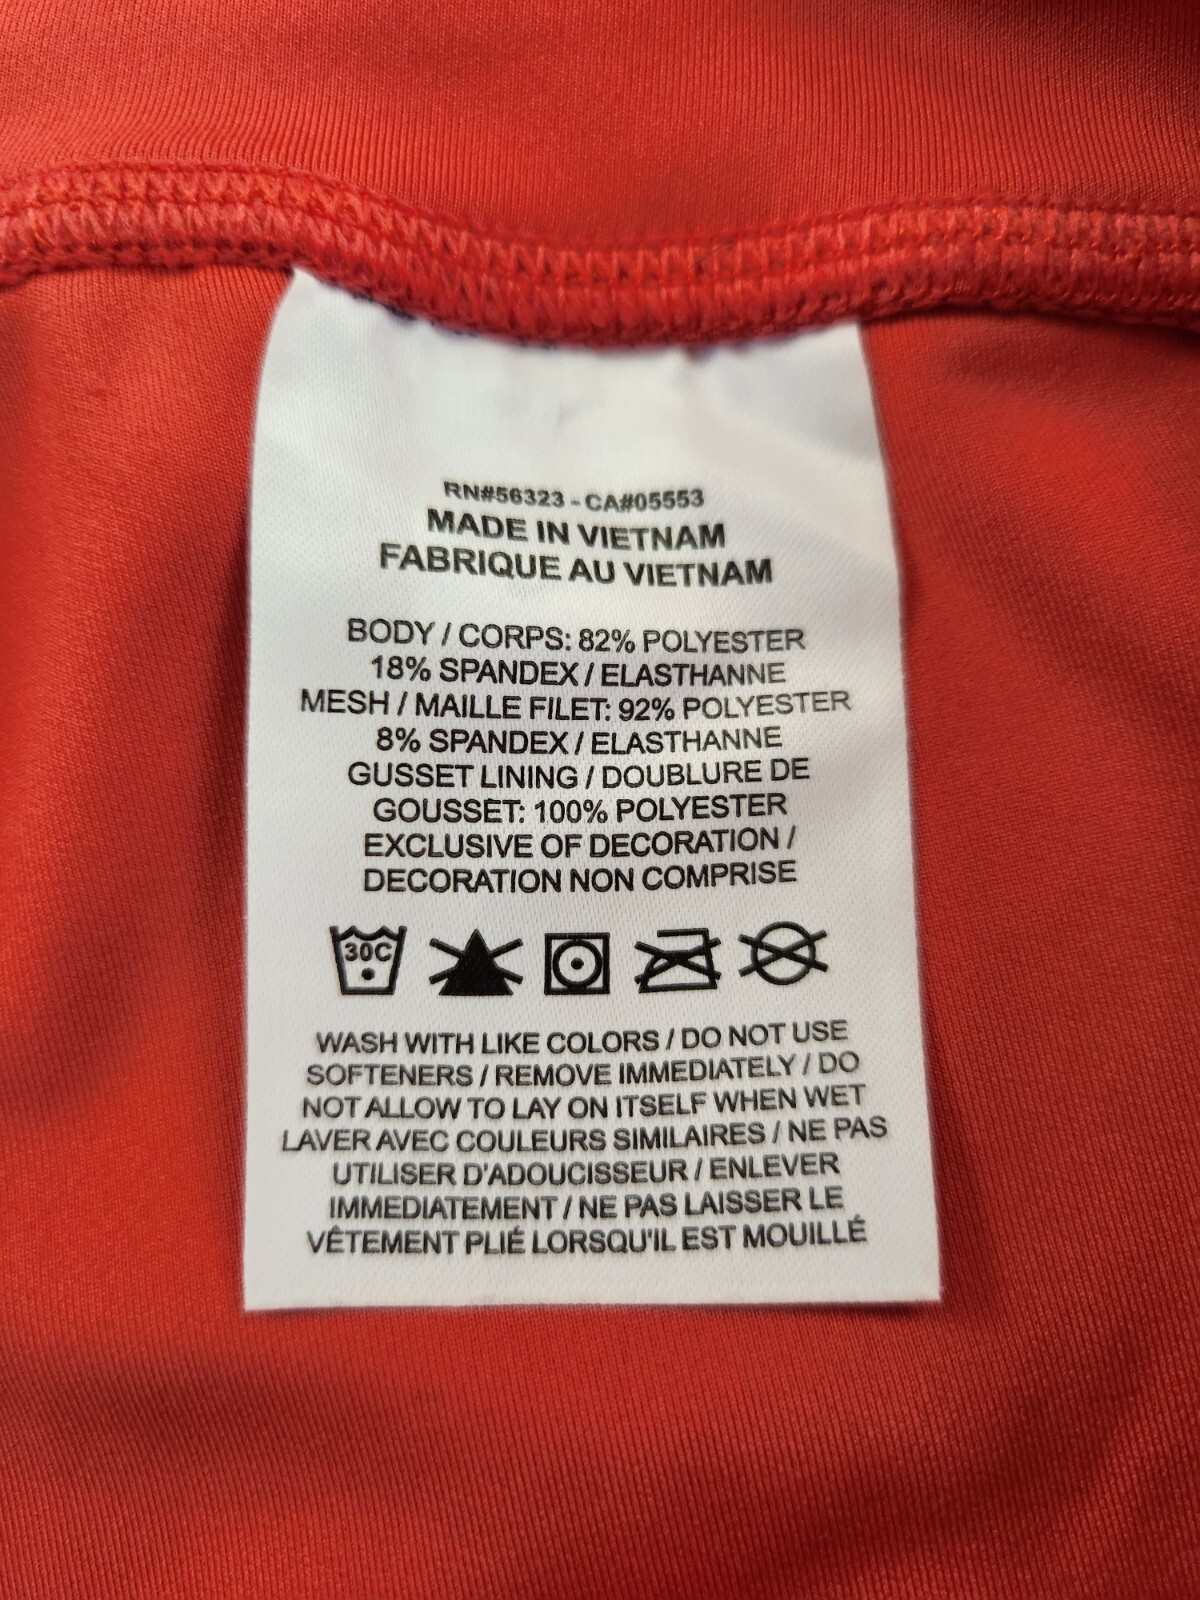 RN#56323 - CA#05553
MADE IN VIETNAM
FABRIQUE AU VIETNAM
BODY / CORPS: 82% POLYESTER
18% SPANDEX / ELASTHANNE
MESH / MAILLE FILET: 92% POLYESTER
8% SPANDEX / ELASTHANNE
GUSSET LINING / DOUBLURE DE
GOUSSET: 100% POLYESTER
EXCLUSIVE OF DECORATION /
DECORATION NON COMPRISE
30C
WASH WITH LIKE COLORS / DO NOT USE
SOFTENERS / REMOVE IMMEDIATELY / DO
NOT ALLOW TO LAY ON ITSELF WHEN WET
LAVER AVEC COULEURS SIMILAIRES / NE PAS
UTILISER D'ADOUCISSEUR / ENLEVER
IMMEDIATEMENT / NE PAS LAISSER LE
VÊTEMENT PLIÉ LORSQU'IL EST MOUILLÉ